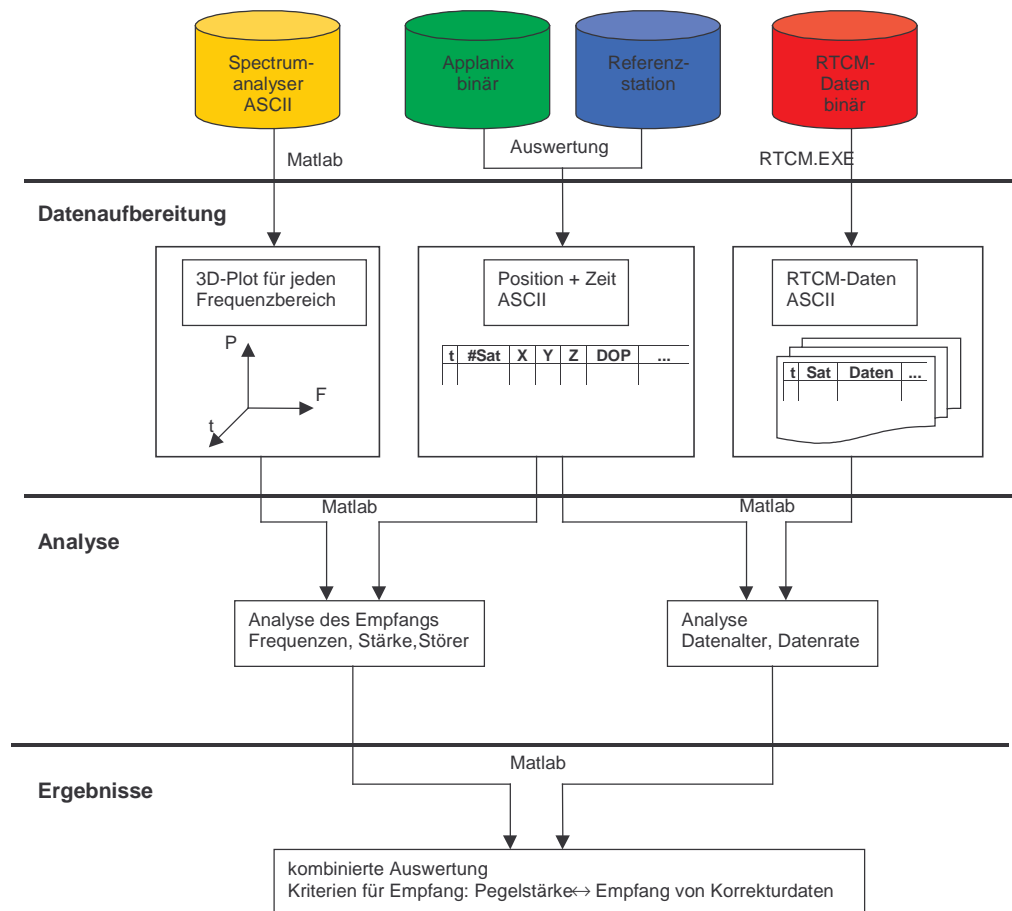 Spectrum-
analyser
ASCII
Applanix
binär
Referenz-
station
RTCM-
Daten
binär
Matlab
Auswertung
RTCM.EXE
Datenaufbereitung
3D-Plot für jeden
Frequenzbereich
P
F
t
Position + Zeit
ASCII
t #Sat X Y Z DOP ...
RTCM-Daten
ASCII
t Sat Daten ...
Matlab
Matlab
Analyse
Analyse des Empfangs
Frequenzen, Stärke,Störer
Analyse
Datenalter, Datenrate
Matlab
Ergebnisse
kombinierte Auswertung
Kriterien für Empfang: Pegelstärke↔ Empfang von Korrekturdaten